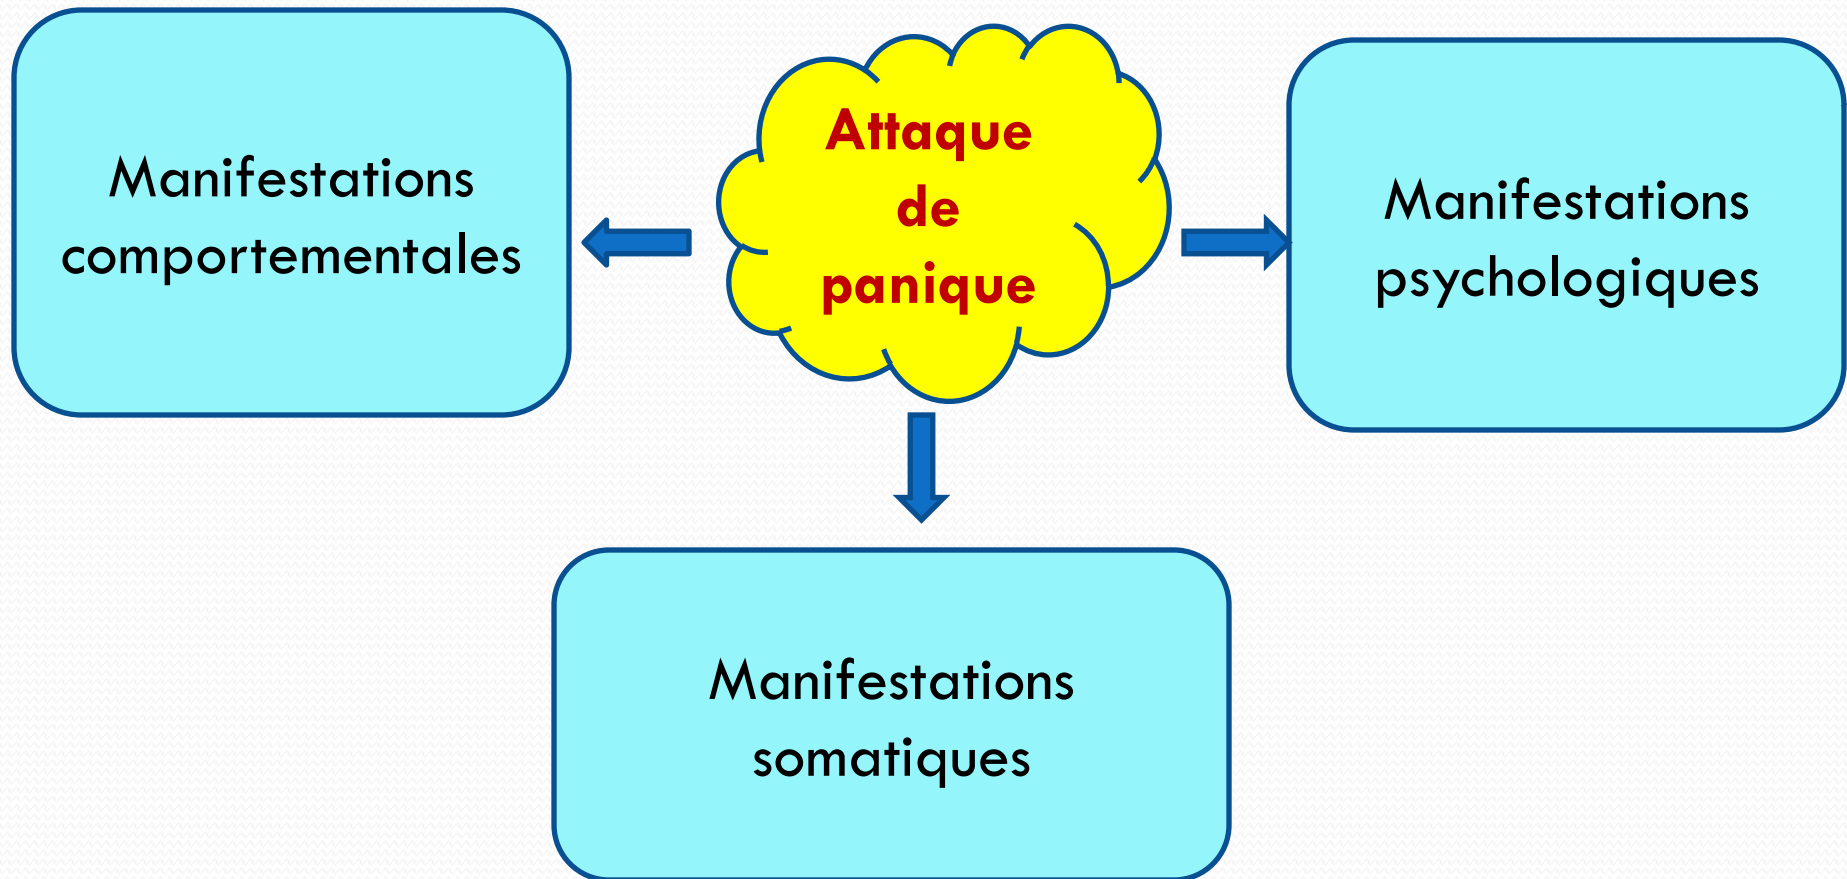 Attaque
de
panique
Manifestations
comportementales
Manifestations
psychologiques
Manifestations
somatiques